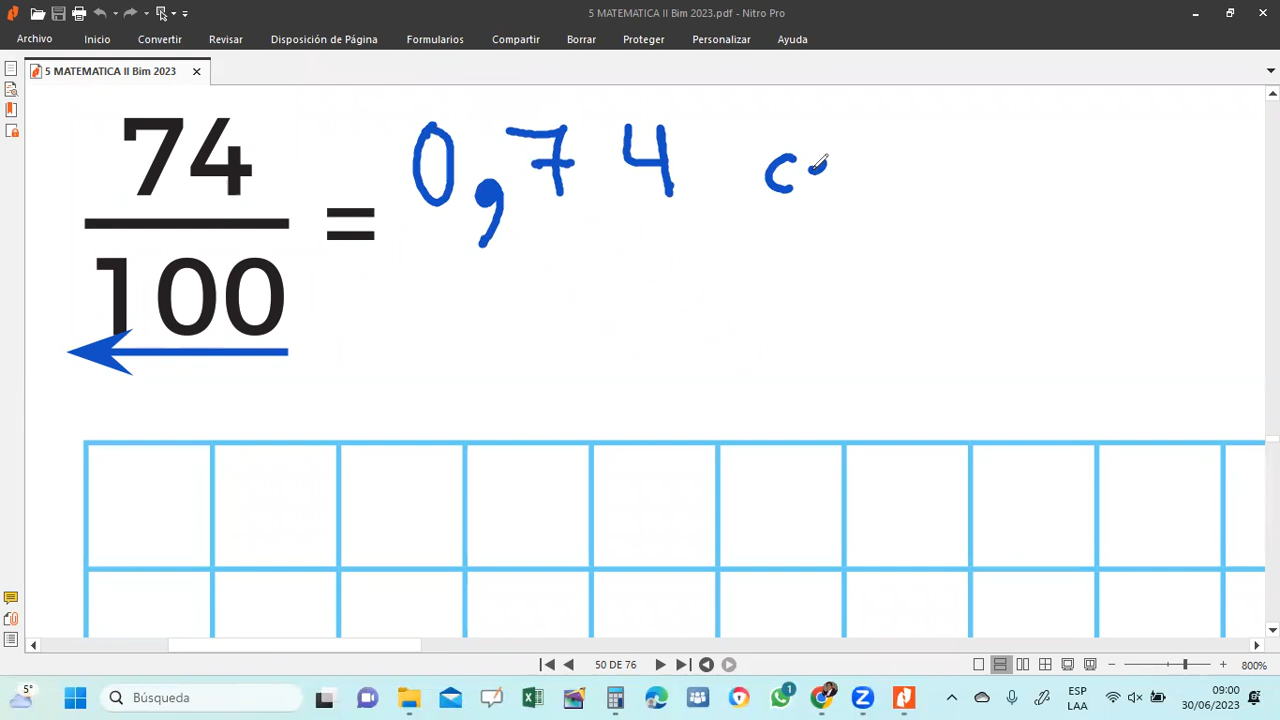 5 MATEMATICA II Bim 2023.pdf - Nitro Pro
Archivo Inicio Convertir Revisar Disposición de Página Formularios Compartir Borrar Proteger Personalizar Ayuda
5 MATEMATICA II Bim 2023
74
100
= 0,74 c
50 DE 76
800%
5°
Búsqueda
1
ESP
LAA
09:00
30/06/2023